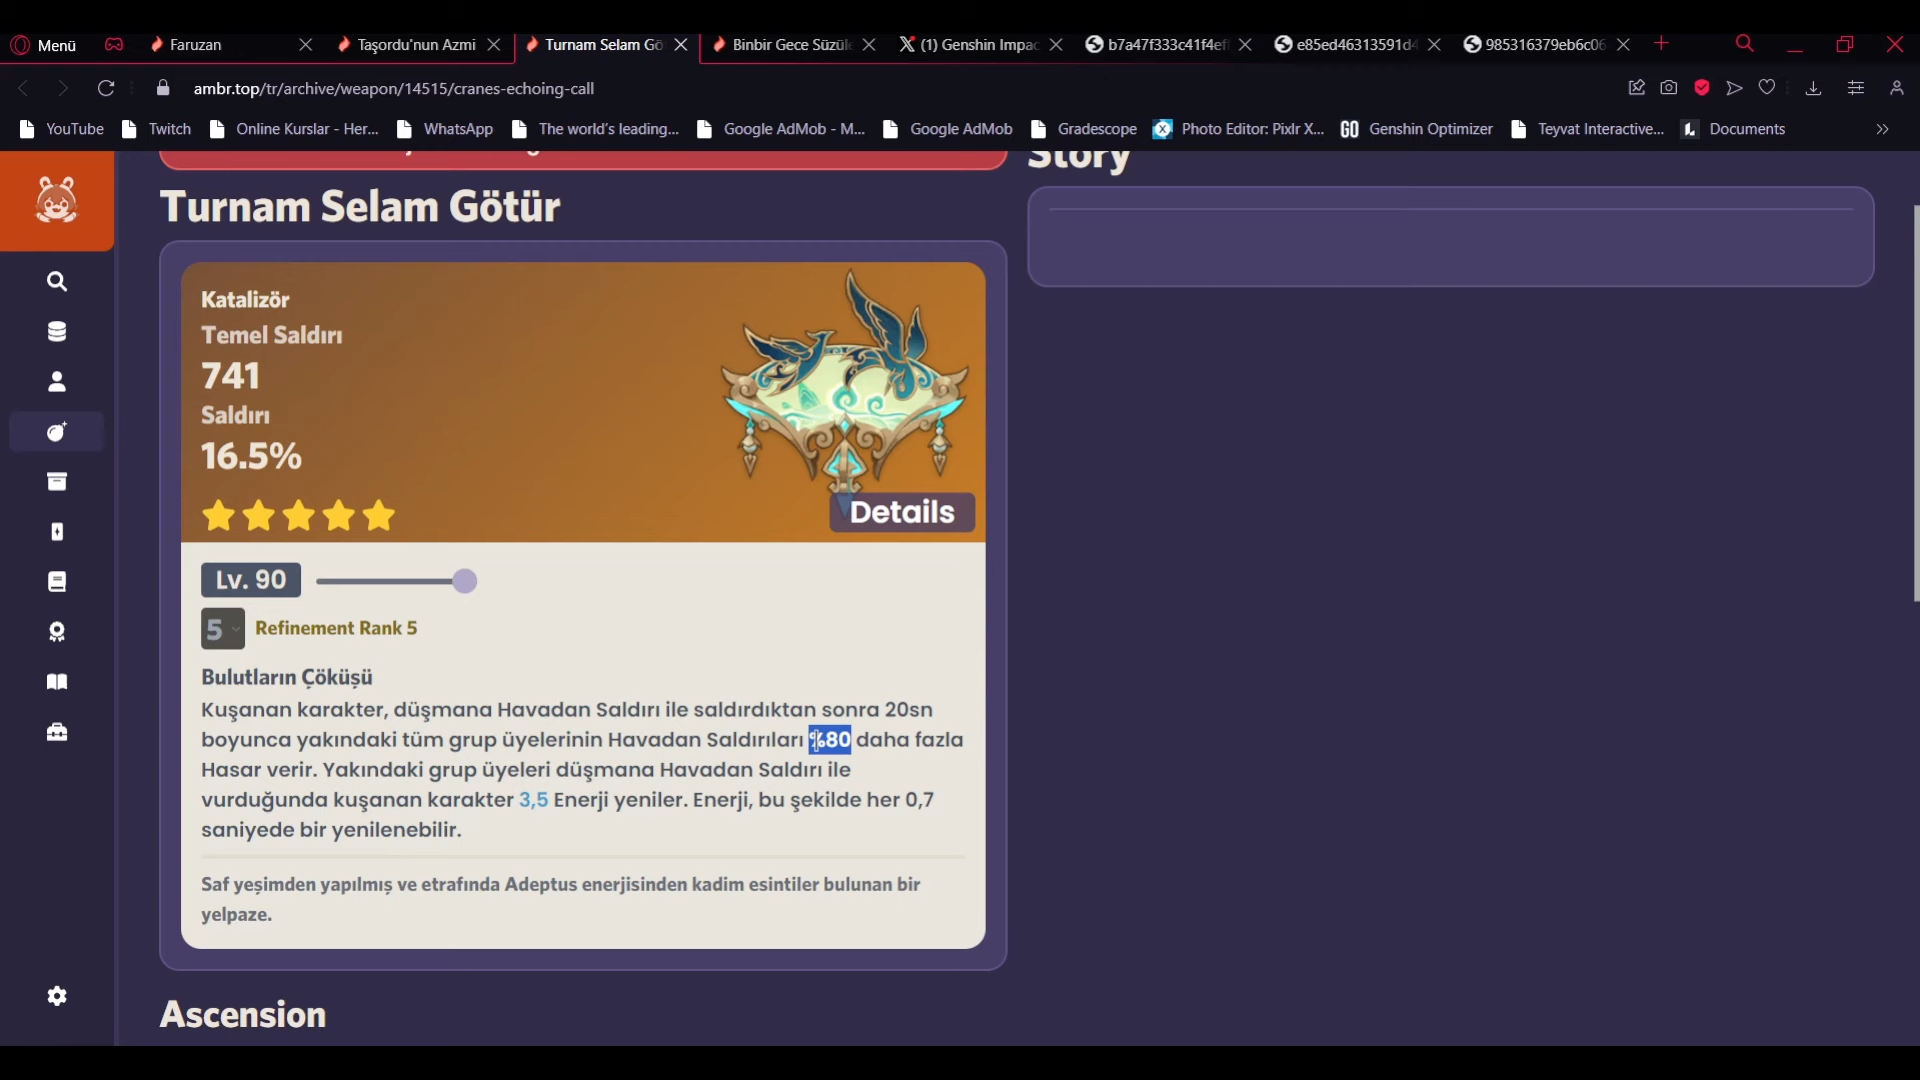 Menü
Faruzan
Taşordu'nun Azmi
Turnam Selam Gö
Binbir Gece Süzül
(1) Genshin Impac
b7a47f333c41f4ef
e85ed46313591d4
985316379eb6c06
ambr.top/tr/archive/weapon/14515/cranes-echoing-call
YouTube
Twitch
Online Kurslar - Her...
WhatsApp
The world's leading...
Google AdMob - M...
Google AdMob
Gradescope
Photo Editor: Pixlr X...
GO Genshin Optimizer
Teyvat Interactive...
Documents
Story
Turnam Selam Götür
Katalizör
Temel Saldırı
741
Saldırı
16.5%
Details
Lv. 90
5 Refinement Rank 5
Bulutların Çöküşü
Kuşanan karakter, düşmana Havadan Saldırı ile saldırdıktan sonra 20sn
boyunca yakındaki tüm grup üyelerinin Havadan Saldırıları %80 daha fazla
Hasar verir. Yakındaki grup üyeleri düşmana Havadan Saldırı ile
vurduğunda kuşanan karakter 3,5 Enerji yeniler. Enerji, bu şekilde her 0,7
saniyede bir yenilenebilir.
Saf yeşimden yapılmış ve etrafında Adeptus enerjisinden kadim esintiler bulunan bir
yelpaze.
Ascension